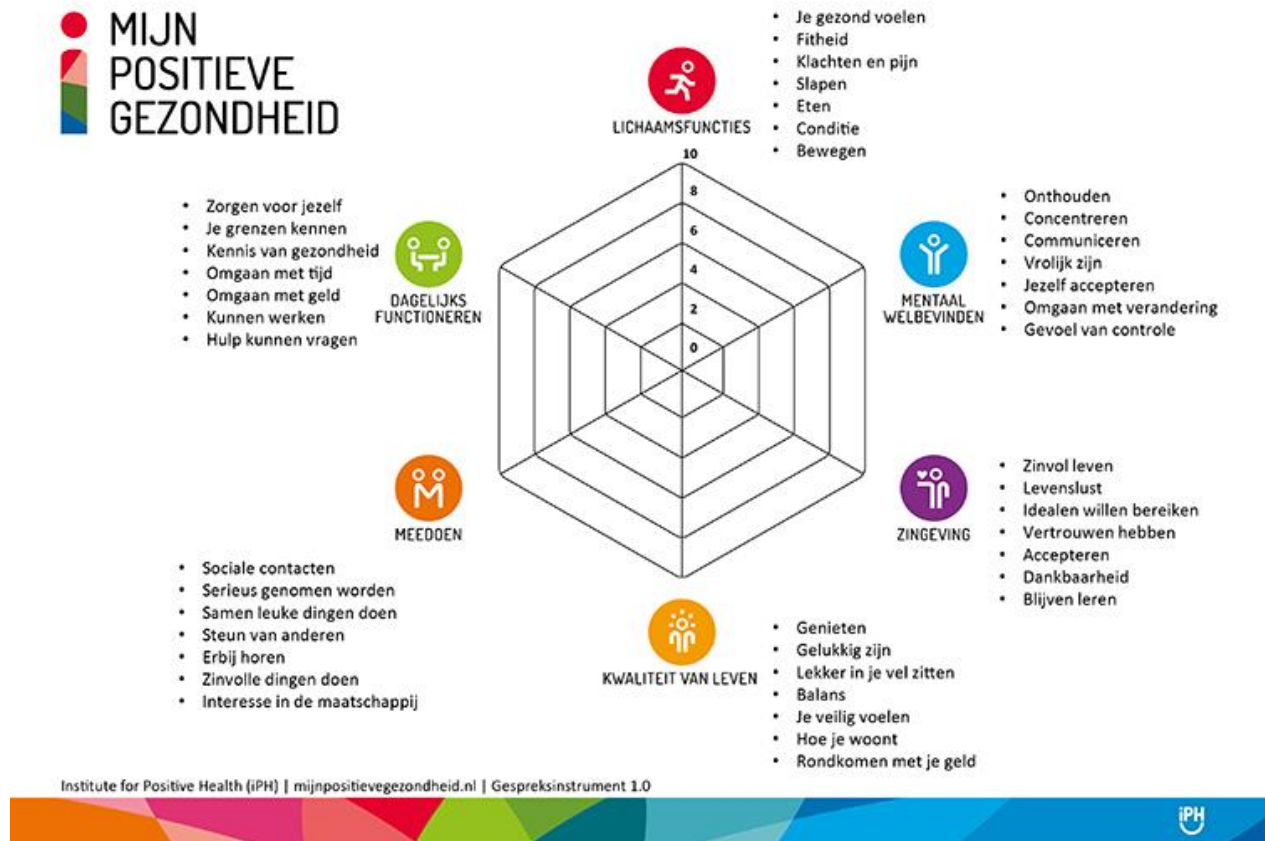 MIJN
POSITIEVE
GEZONDHEID
LICHAAMSFUNCTIES
• Je gezond voelen
• Fitheid
• Klachten en pijn
• Slapen
• Eten
• Conditie
• Bewegen
10
8
6
4
2
0
MENTAAL
WELBEVINDEN
• Onthouden
• Concentreren
• Communiceren
• Vrolijk zijn
• Jezelf accepteren
• Omgaan met verandering
• Gevoel van controle
ZINGEVING
• Zinvol leven
• Levenslust
• Idealen willen bereiken
• Vertrouwen hebben
• Accepteren
• Dankbaarheid
• Blijven leren
KWALITEIT VAN LEVEN
• Genieten
• Gelukkig zijn
• Lekker in je vel zitten
• Balans
• Je veilig voelen
• Hoe je woont
• Rondkomen met je geld
MEEDOEN
• Sociale contacten
• Serieus genomen worden
• Samen leuke dingen doen
• Steun van anderen
• Erbij horen
• Zinvolle dingen doen
• Interesse in de maatschappij
DAGELIJKS
FUNCTIONEREN
• Zorgen voor jezelf
• Je grenzen kennen
• Kennis van gezondheid
• Omgaan met tijd
• Omgaan met geld
• Kunnen werken
• Hulp kunnen vragen
Institute for Positive Health (iPH) | mijnpositievegezondheid.nl | Gespreksinstrument 1.0
iPH